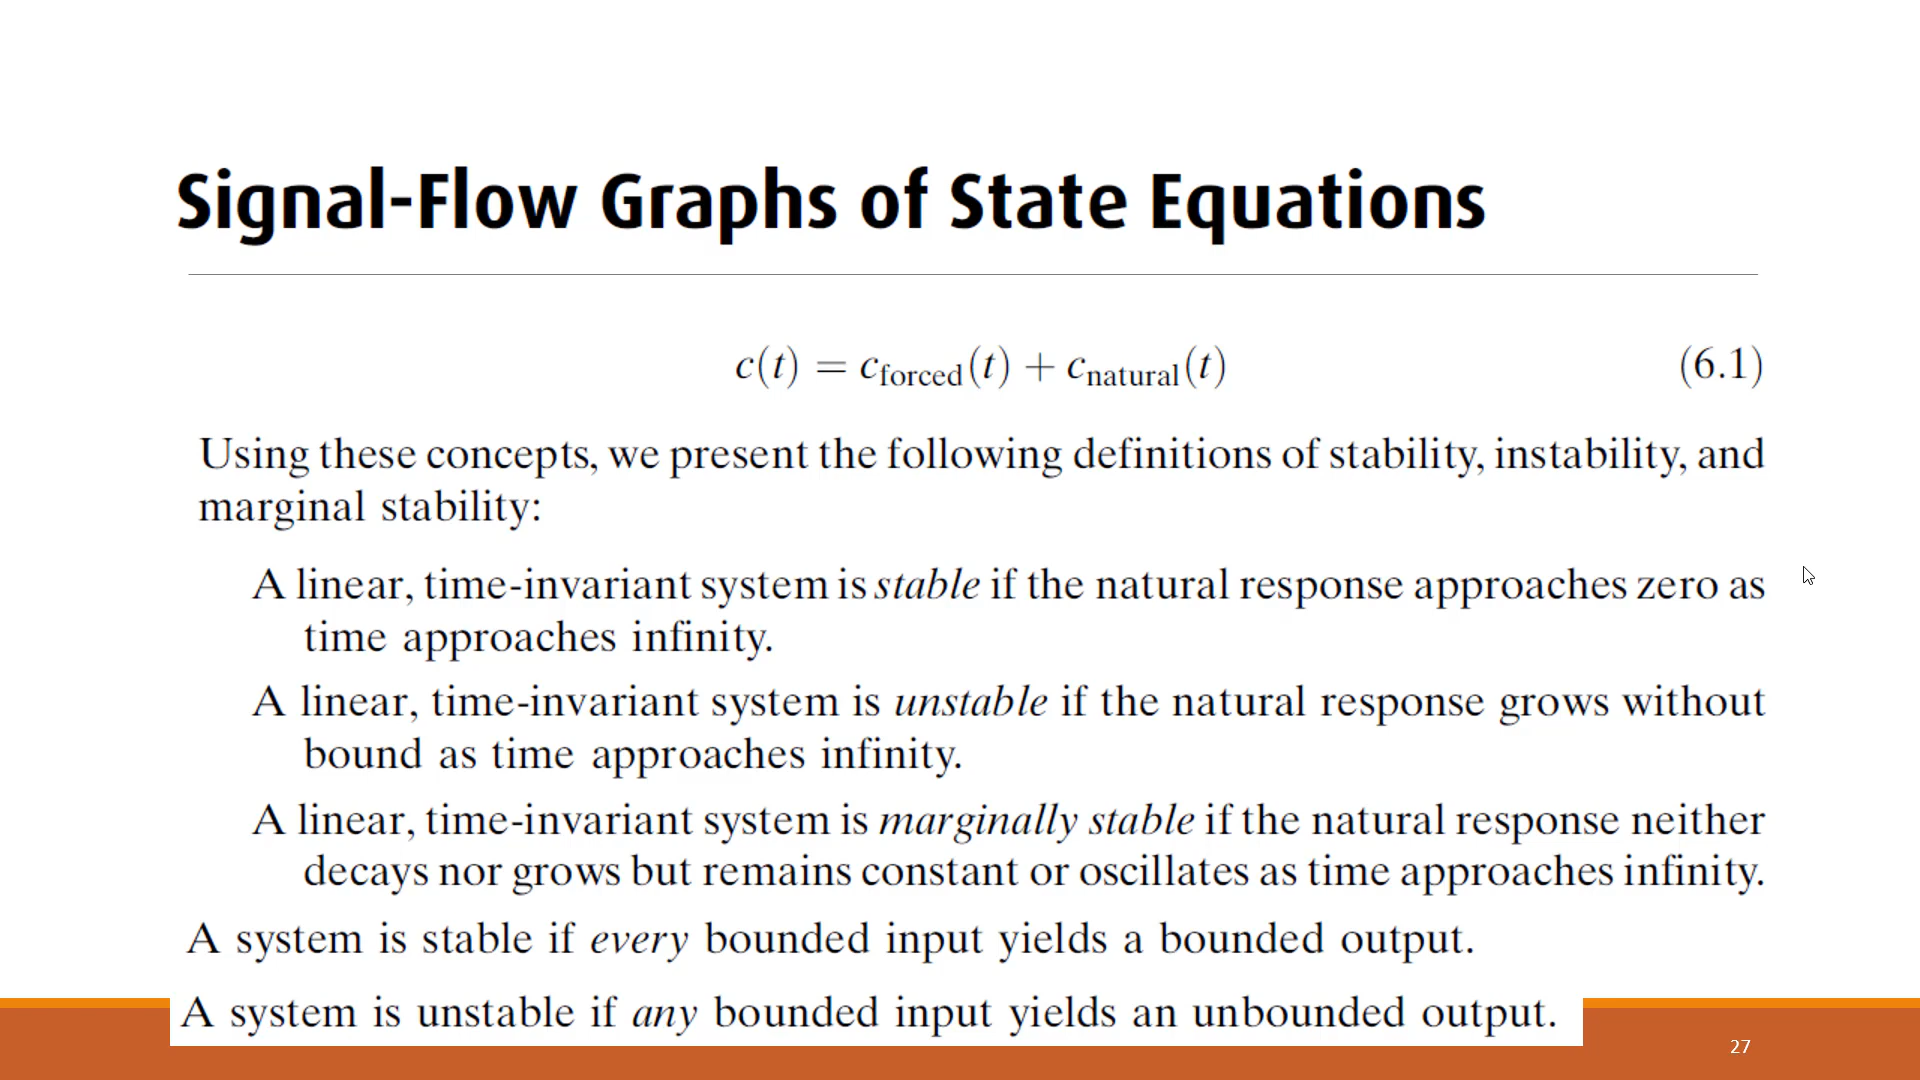 Signal-Flow Graphs of State Equations
c(t) = c_forced(t) + c_natural(t) (6.1)
Using these concepts, we present the following definitions of stability, instability, and
marginal stability:
A linear, time-invariant system is stable if the natural response approaches zero as
time approaches infinity.
A linear, time-invariant system is unstable if the natural response grows without
bound as time approaches infinity.
A linear, time-invariant system is marginally stable if the natural response neither
decays nor grows but remains constant or oscillates as time approaches infinity.
A system is stable if every bounded input yields a bounded output.
A system is unstable if any bounded input yields an unbounded output.
27